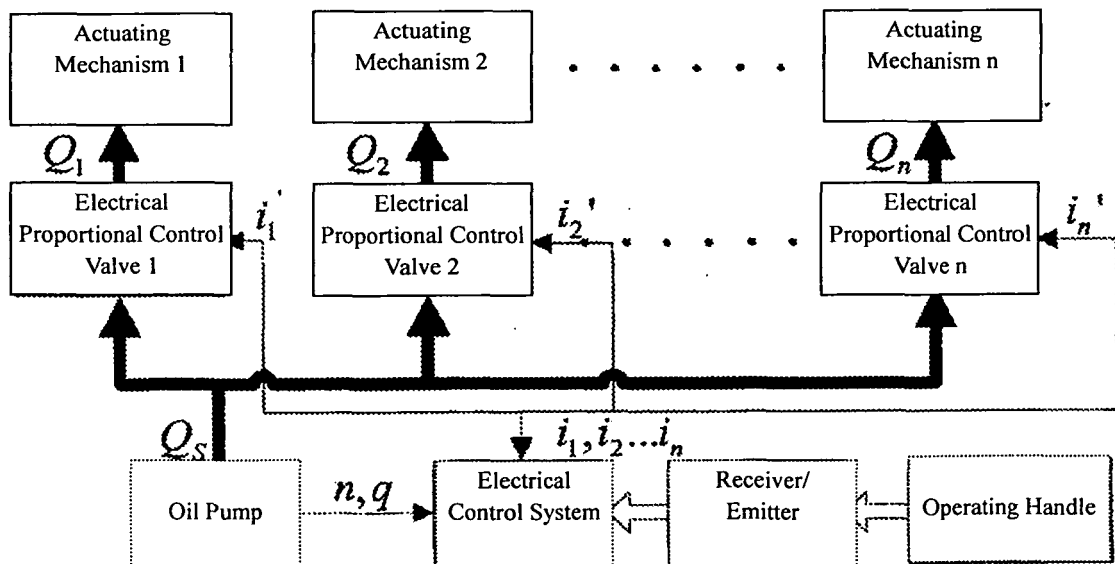 Actuating
Mechanism 1
Actuating
Mechanism 2
Actuating
Mechanism n
Q₁
Q₂
Qₙ
Electrical
Proportional Control
Valve 1
i₁'
Electrical
Proportional Control
Valve 2
i₂'
Electrical
Proportional Control
Valve n
iₙ'
Qₛ
i₁, i₂...iₙ
Oil Pump
n, q
Electrical
Control System
Receiver/
Emitter
Operating Handle